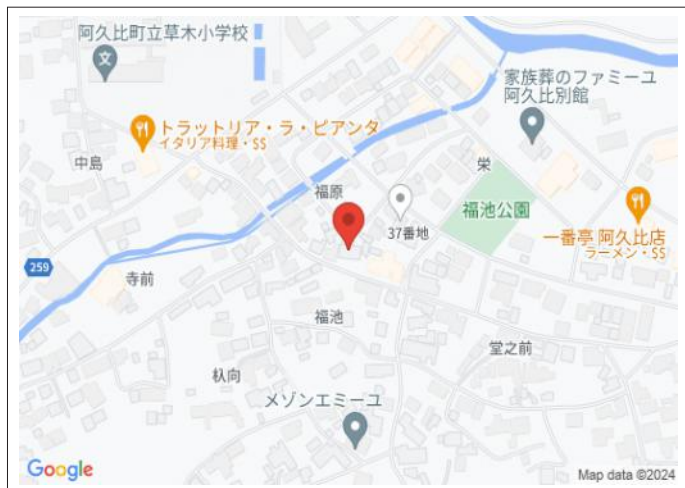 阿久比町立草木小学校
文
家族葬のファミーユ
阿久比別館
トラットリア・ラ・ピアンタ
イタリア料理・$$
中島
栄
福原
37番地
福池公園
一番亭 阿久比店
ラーメン・$$
259
寺前
福池
堂之前
杁向
メゾンエミーユ
Google
Map data ©2024